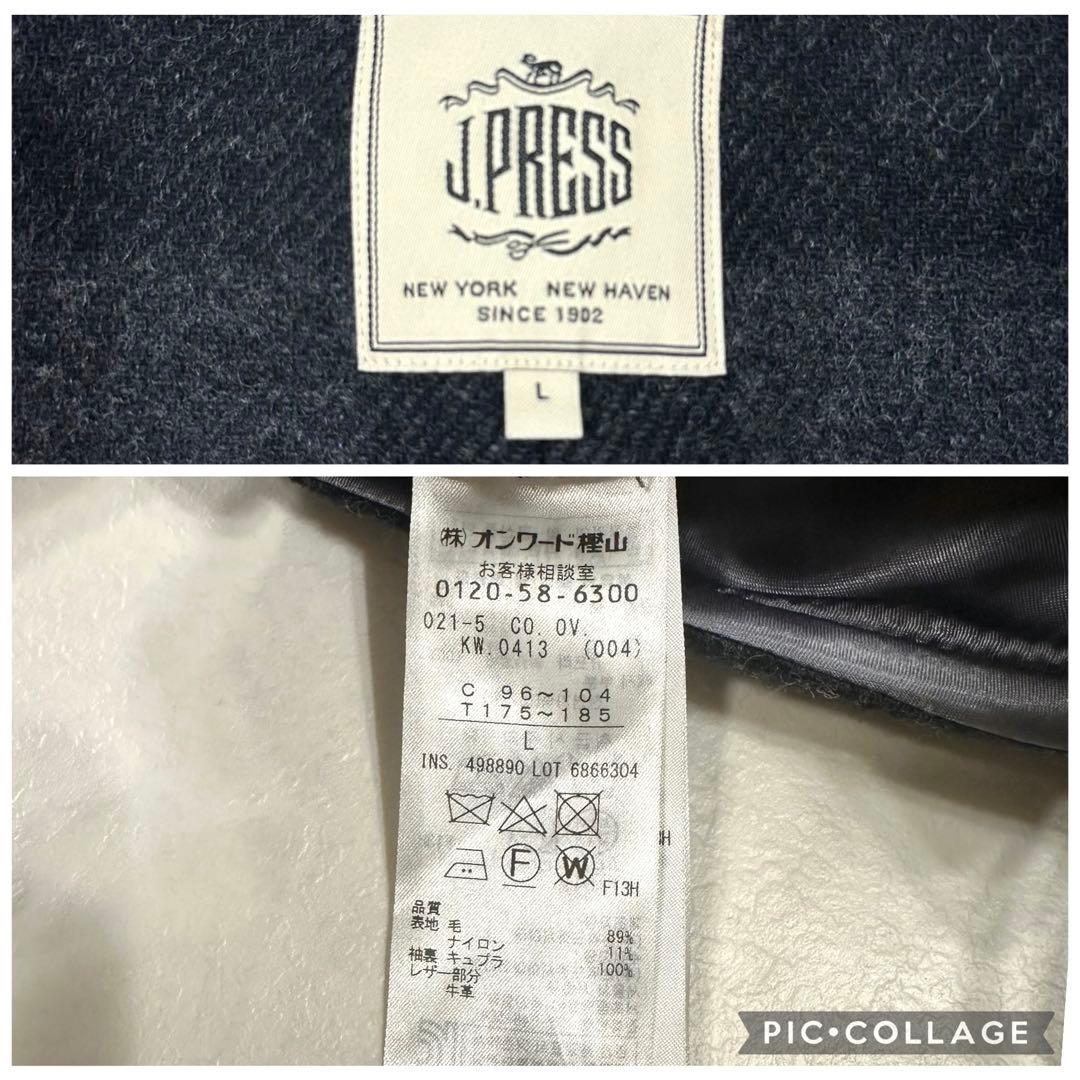 J.PRESS
NEW YORK NEW HAVEN
SINCE 1902
L
(株)オンワード樫山
お客様相談室
0120-58-6300
021-5 CO. OV.
KW.0413 (004)
C 96～104
T175～185
L
INS. 498890 LOT 6866304
F W
F13H
品質
表地 毛 89%
ナイロン 11%
袖裏 キュプラ 100%
レザー部分
牛革
PIC•COLLAGE